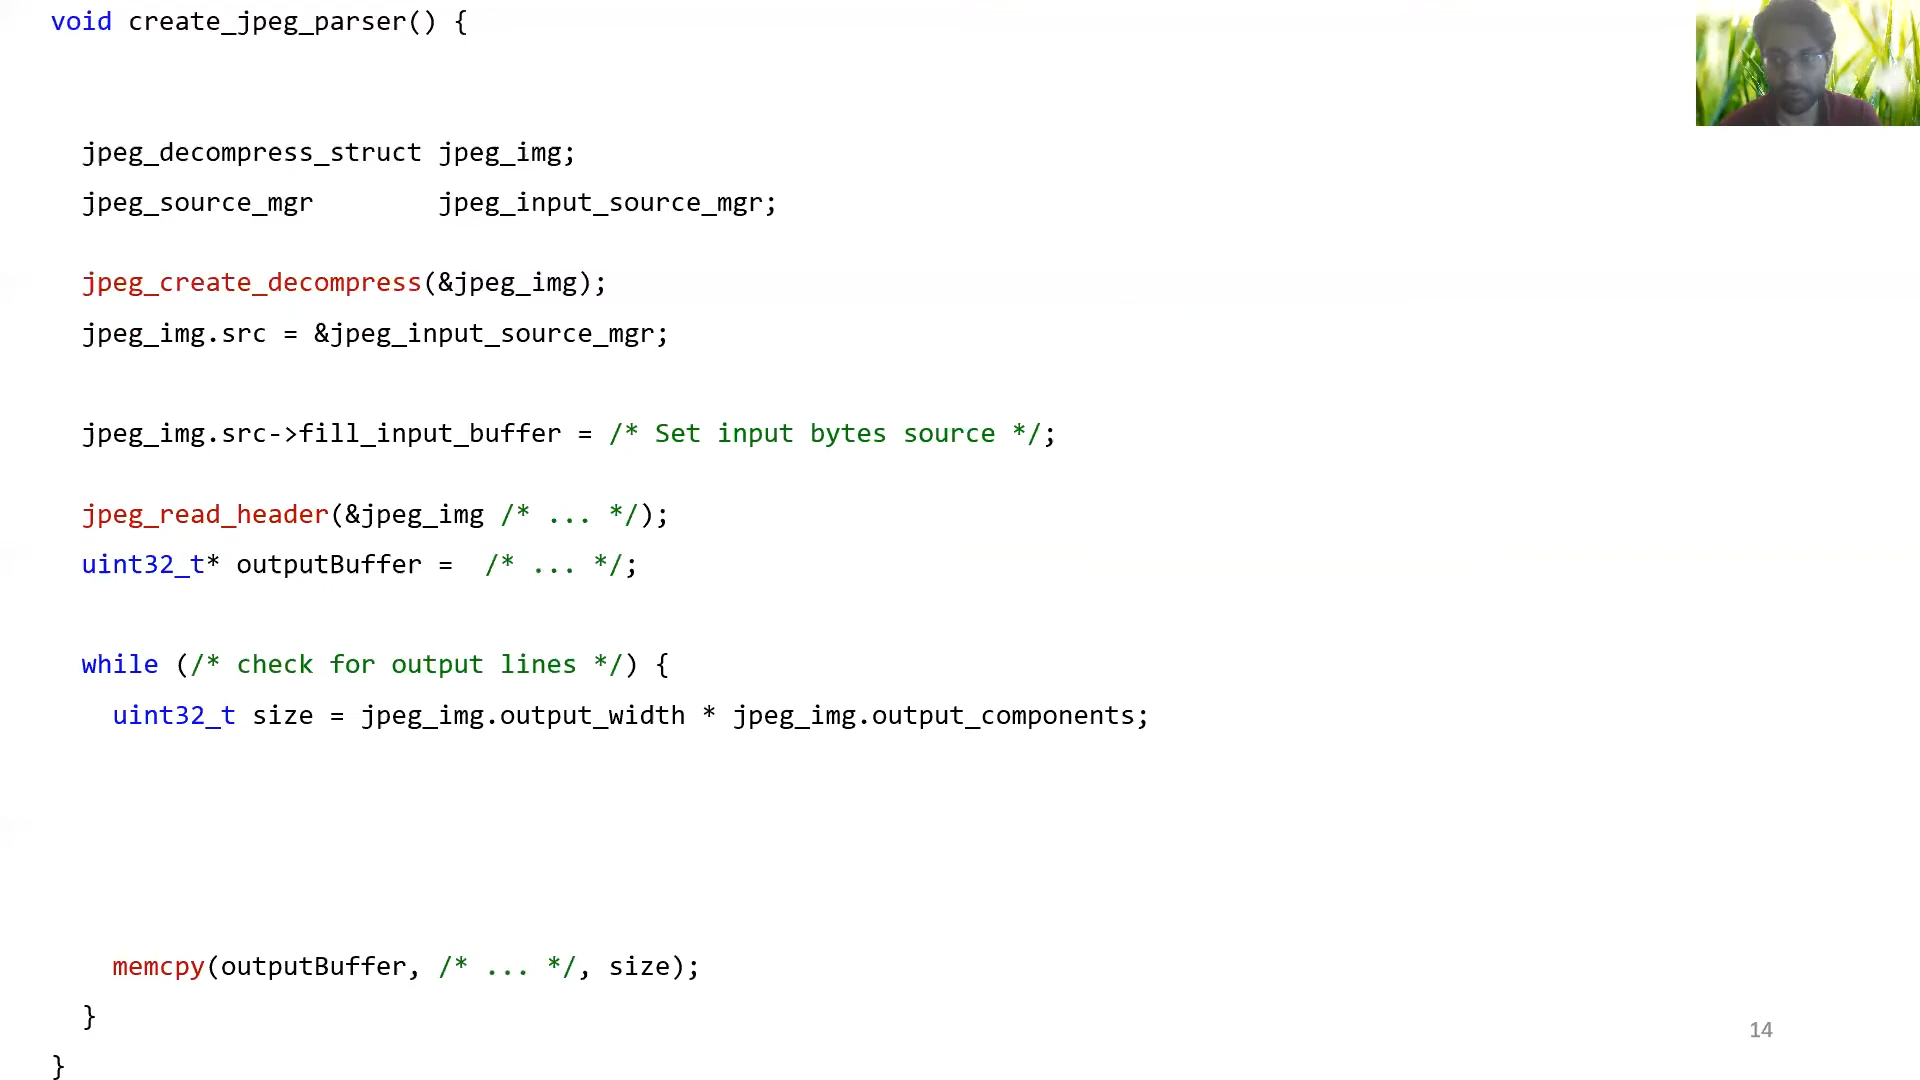 void create_jpeg_parser() {
jpeg_decompress_struct jpeg_img;
jpeg_source_mgr        jpeg_input_source_mgr;
jpeg_create_decompress(&jpeg_img);
jpeg_img.src = &jpeg_input_source_mgr;
jpeg_img.src->fill_input_buffer = /* Set input bytes source */;
jpeg_read_header(&jpeg_img /* ... */);
uint32_t* outputBuffer =  /* ... */;
while (/* check for output lines */) {
uint32_t size = jpeg_img.output_width * jpeg_img.output_components;
memcpy(outputBuffer, /* ... */, size);
}
}
14